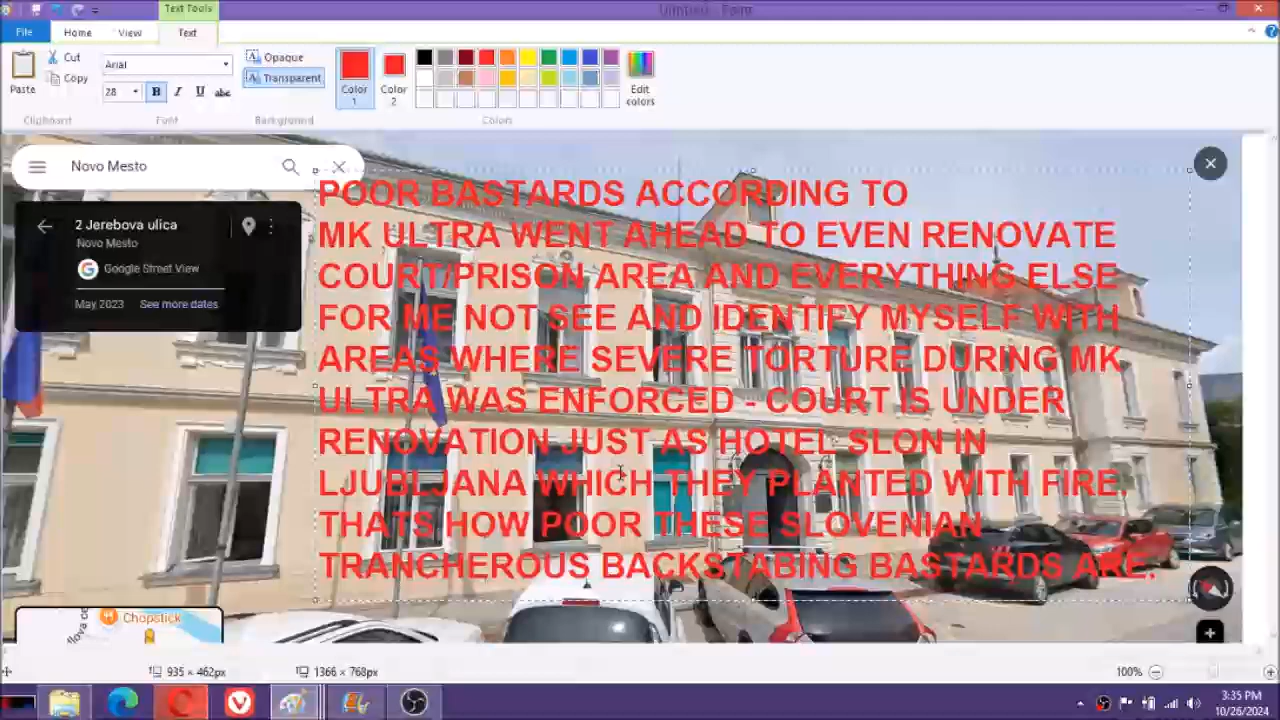 Text Tools
Untitled - Paint
File
Home
View
Text
Paste
Cut
Copy
Clipboard
Arial
28
B I U abc
Font
Opaque
Transparent
Background
Color 1
Color 2
Edit colors
Colors
Novo Mesto
2 Jerebova ulica
Novo Mesto
Google Street View
May 2023 See more dates
POOR BASTARDS ACCORDING TO
MK ULTRA WENT AHEAD TO EVEN RENOVATE
COURT/PRISON AREA AND EVERYTHING ELSE
FOR ME NOT SEE AND IDENTIFY MYSELF WITH
AREAS WHERE SEVERE TORTURE DURING MK
ULTRA WAS ENFORCED - COURT IS UNDER
RENOVATION JUST AS HOTEL SLON IN
LJUBLJANA WHICH THEY PLANTED WITH FIRE.
THATS HOW POOR THESE SLOVENIAN
TRANCHEROUS BACKSTABING BASTARDS ARE.
Chopstick
935 × 462px
1366 × 768px
100%
3:35 PM
10/26/2024